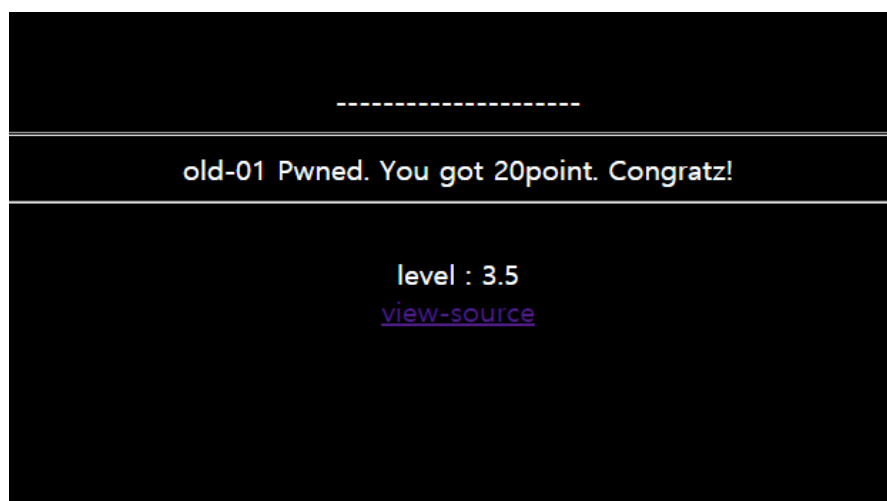 ---------------------
old-01 Pwned. You got 20point. Congratz!
level : 3.5
view-source